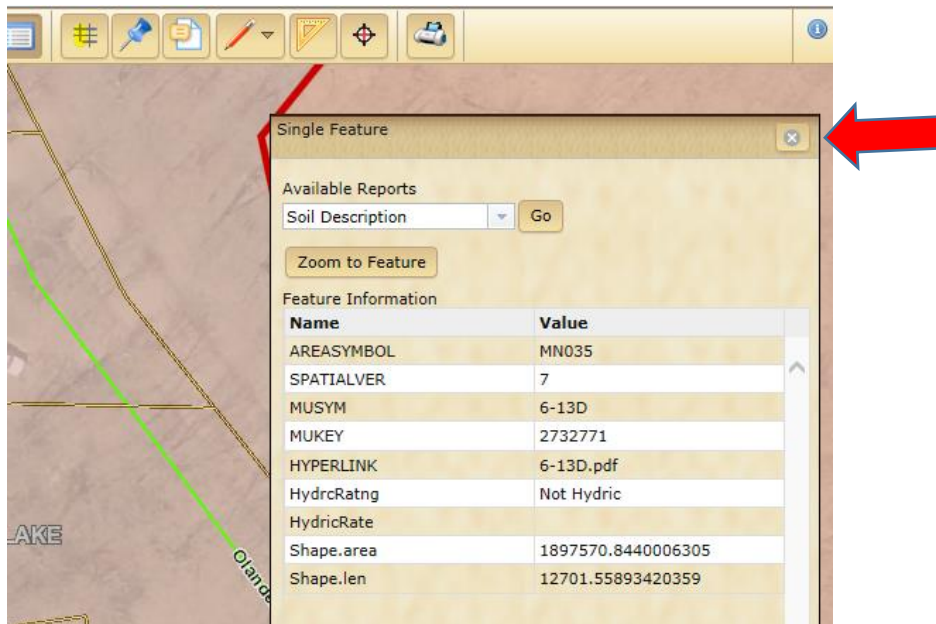 Single Feature
Available Reports
Soil Description Go
Zoom to Feature
Feature Information
Name Value
AREASYMBOL MN035
SPATIALVER 7
MUSYM 6-13D
MUKEY 2732771
HYPERLINK 6-13D.pdf
HydrcRatng Not Hydric
HydricRate
Shape.area 1897570.8440006305
Shape.len 12701.55893420359
AKE
Olande